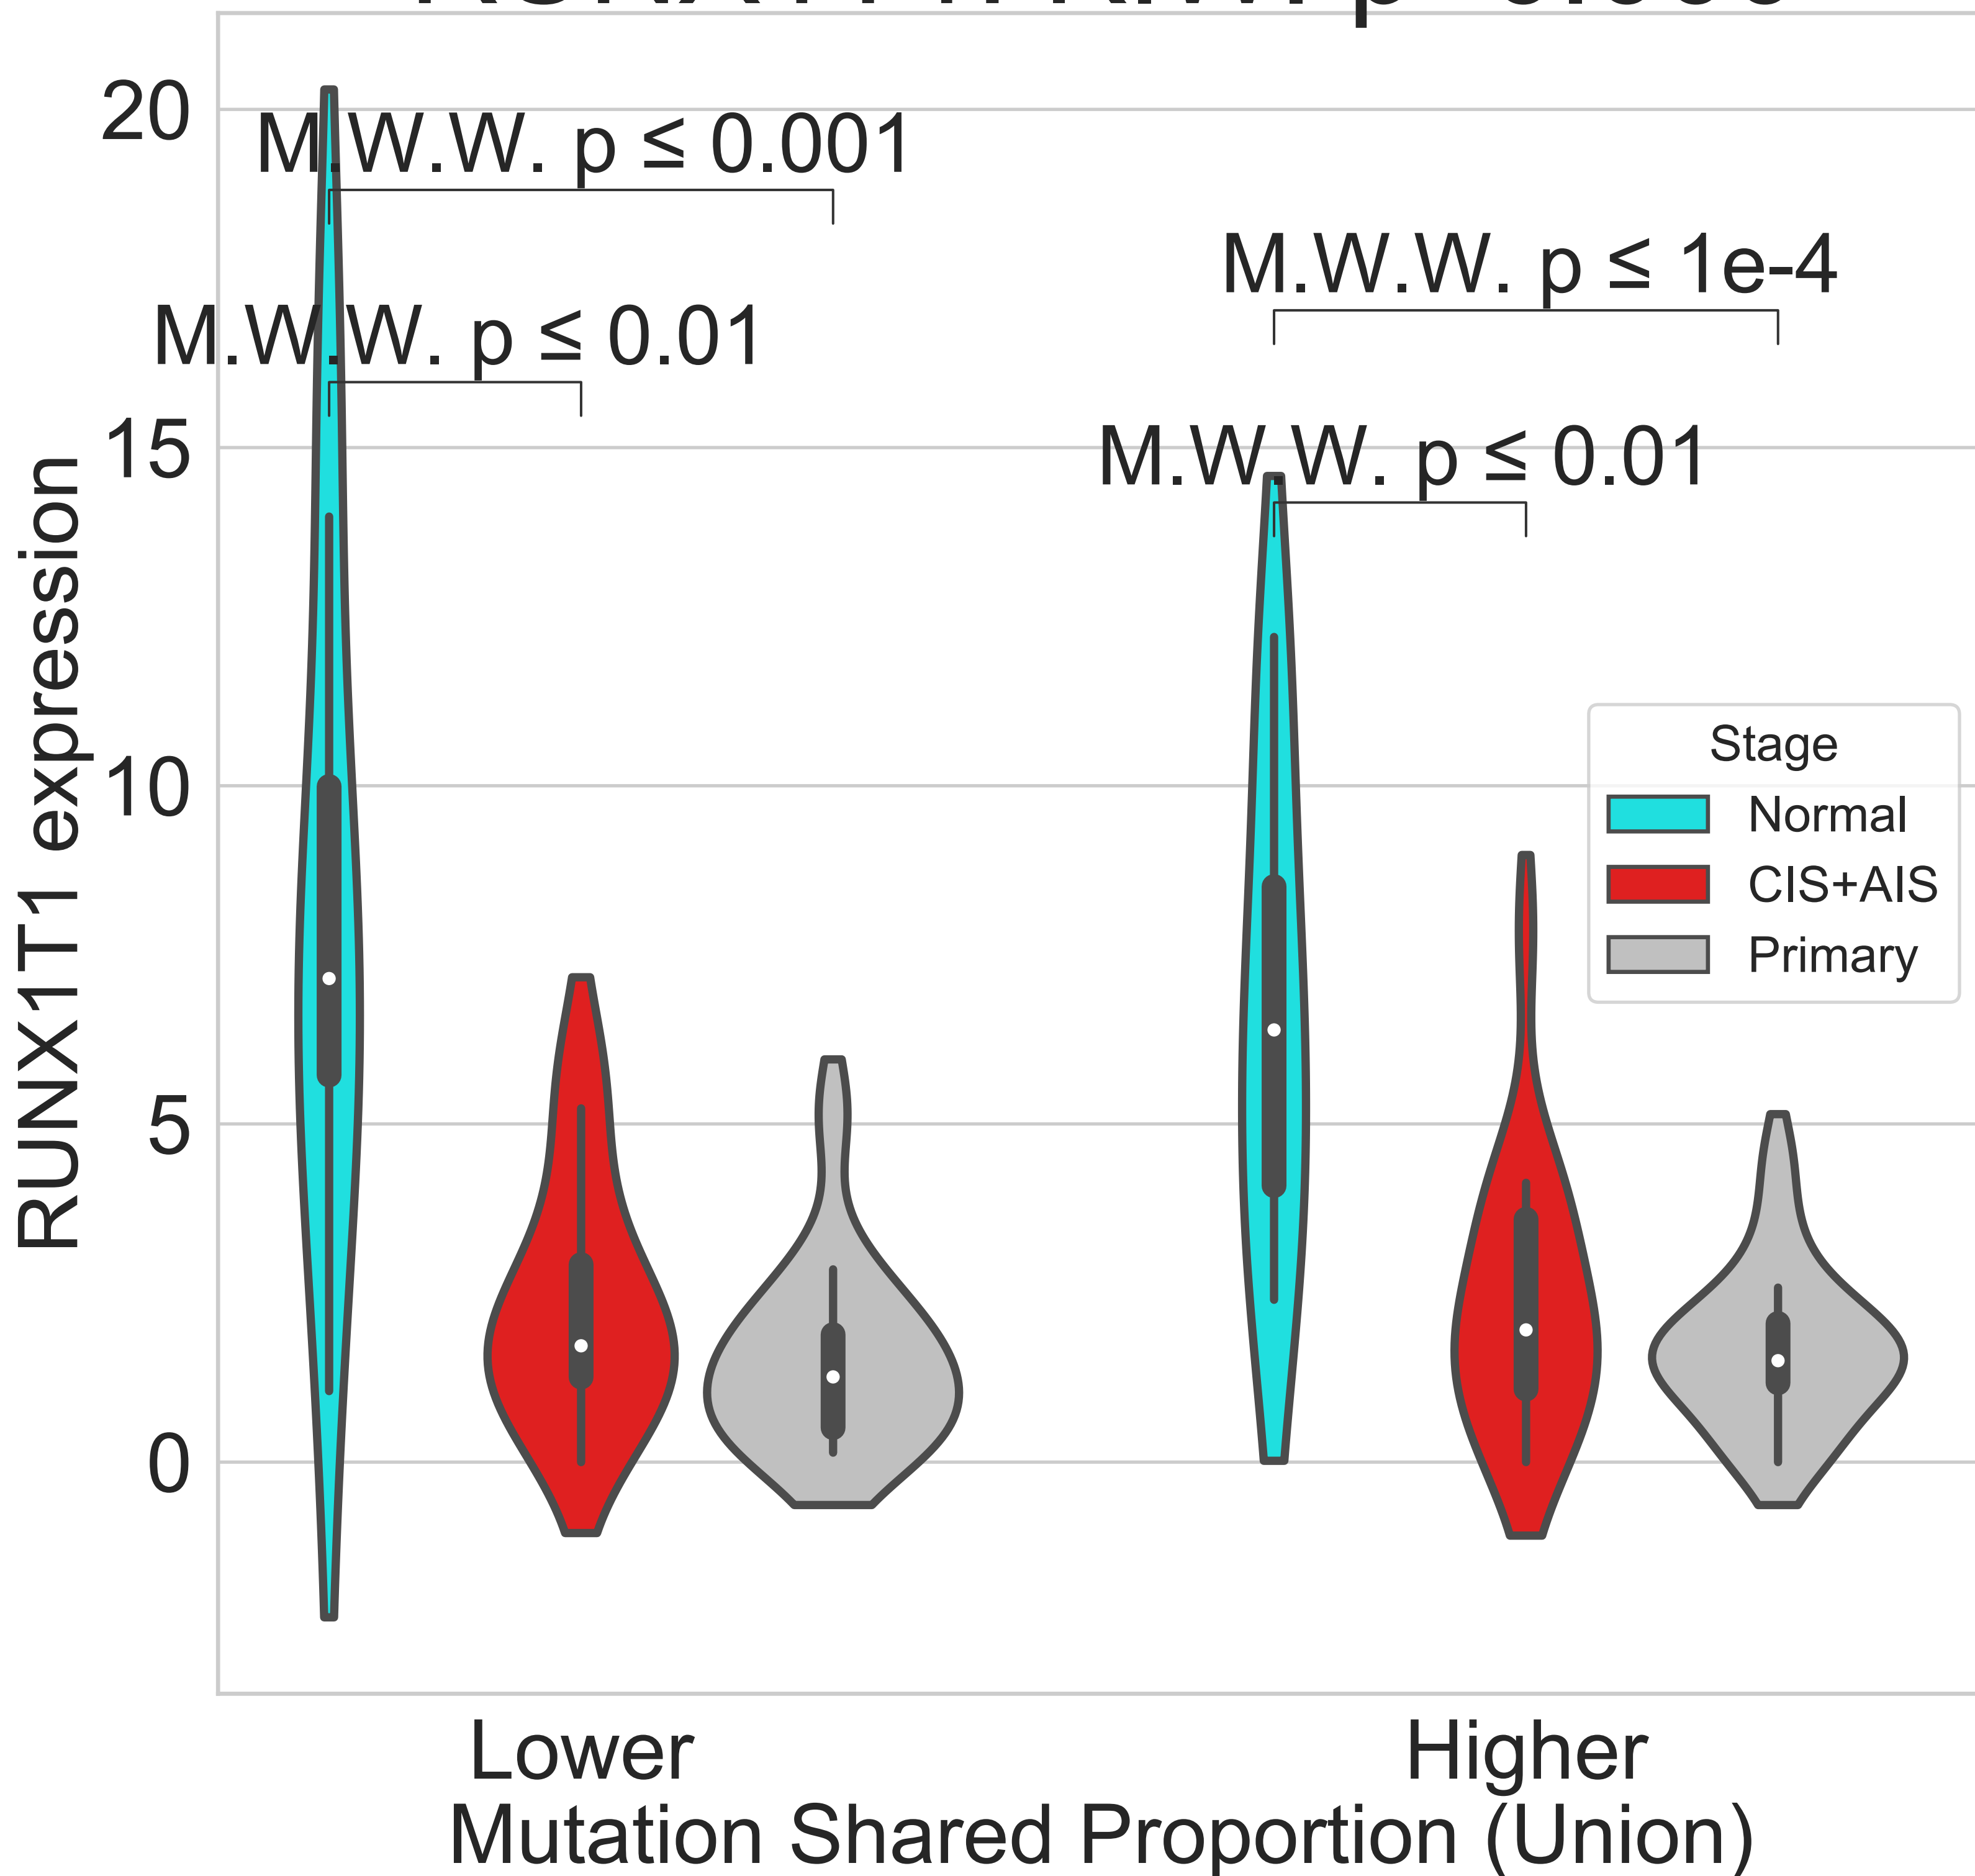 20
M.W.W. p ≤ 0.001
M.W.W. p ≤ 1e-4
M.W.W. p ≤ 0.01
15
M.W.W. p ≤ 0.01
RUNX1T1 expression
10
Stage
Normal
CIS+AIS
Primary
5
0
Lower
Higher
Mutation Shared Proportion (Union)